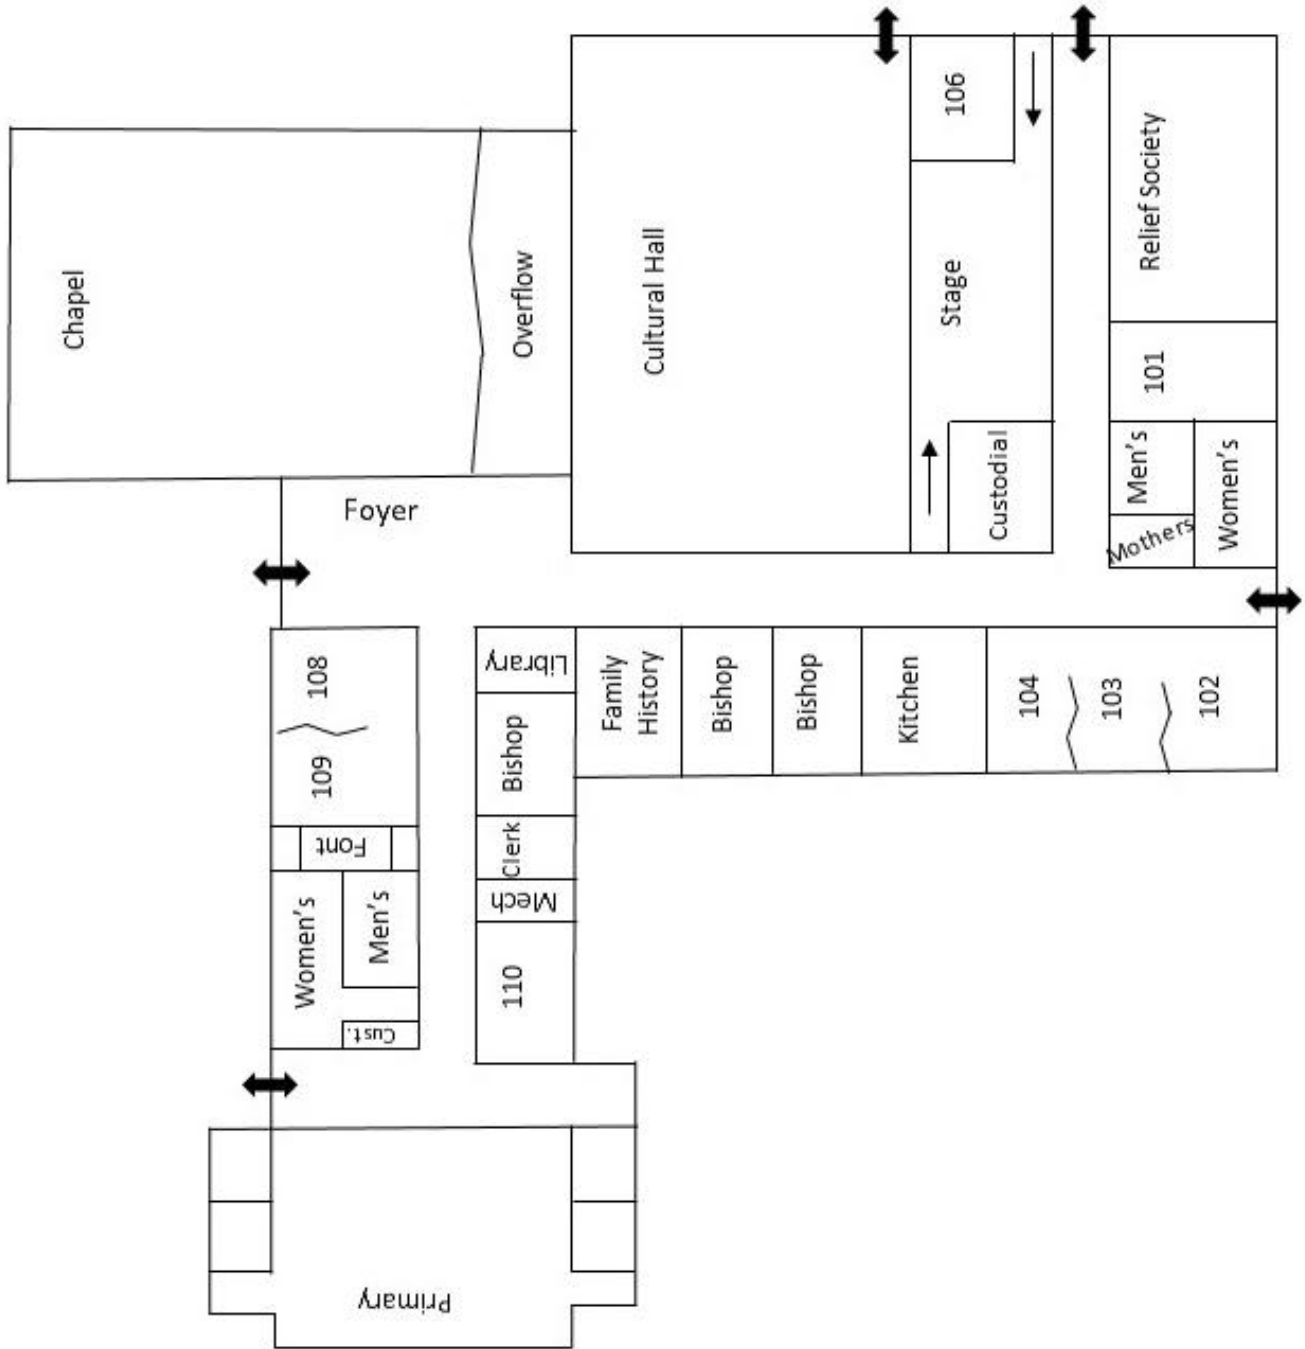 106
Relief Society
Chapel
Overflow
Cultural Hall
Stage
101
Men's
Custodial
Mothers
Women's
Foyer
108
109
Library
Family
History
Bishop
Bishop
Kitchen
104
103
102
Bishop
Font
Clerk
Mech
Women's
Men's
110
Cust.
Primary